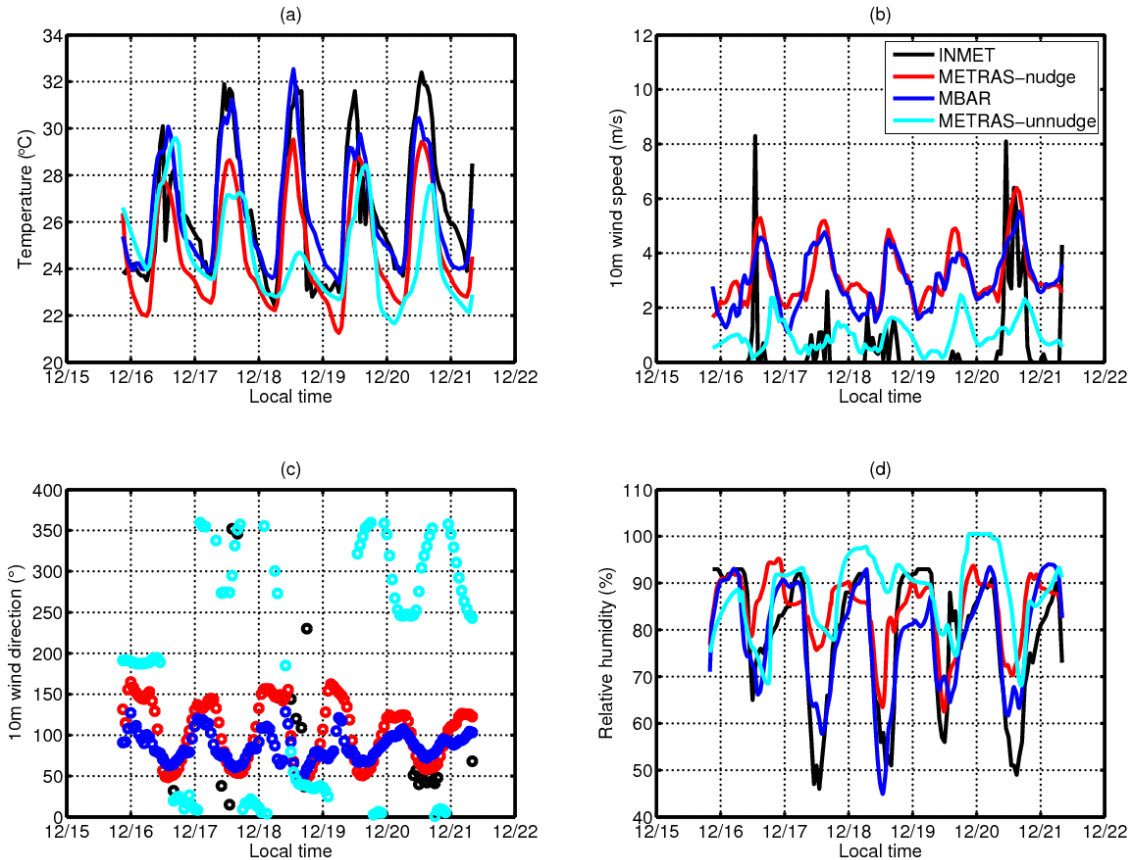 (a)
34
32
30
28
26
24
22
20
Temperature (ºC)
12/15 12/16 12/17 12/18 12/19 12/20 12/21 12/22
Local time
(b)
12
10
8
6
4
2
0
10m wind speed (m/s)
INMET
METRAS−nudge
MBAR
METRAS−unnudge
12/15 12/16 12/17 12/18 12/19 12/20 12/21 12/22
Local time
(c)
400
350
300
250
200
150
100
50
0
10m wind direction (°)
12/15 12/16 12/17 12/18 12/19 12/20 12/21 12/22
Local time
(d)
110
100
90
80
70
60
50
40
Relative humidity (%)
12/15 12/16 12/17 12/18 12/19 12/20 12/21 12/22
Local time